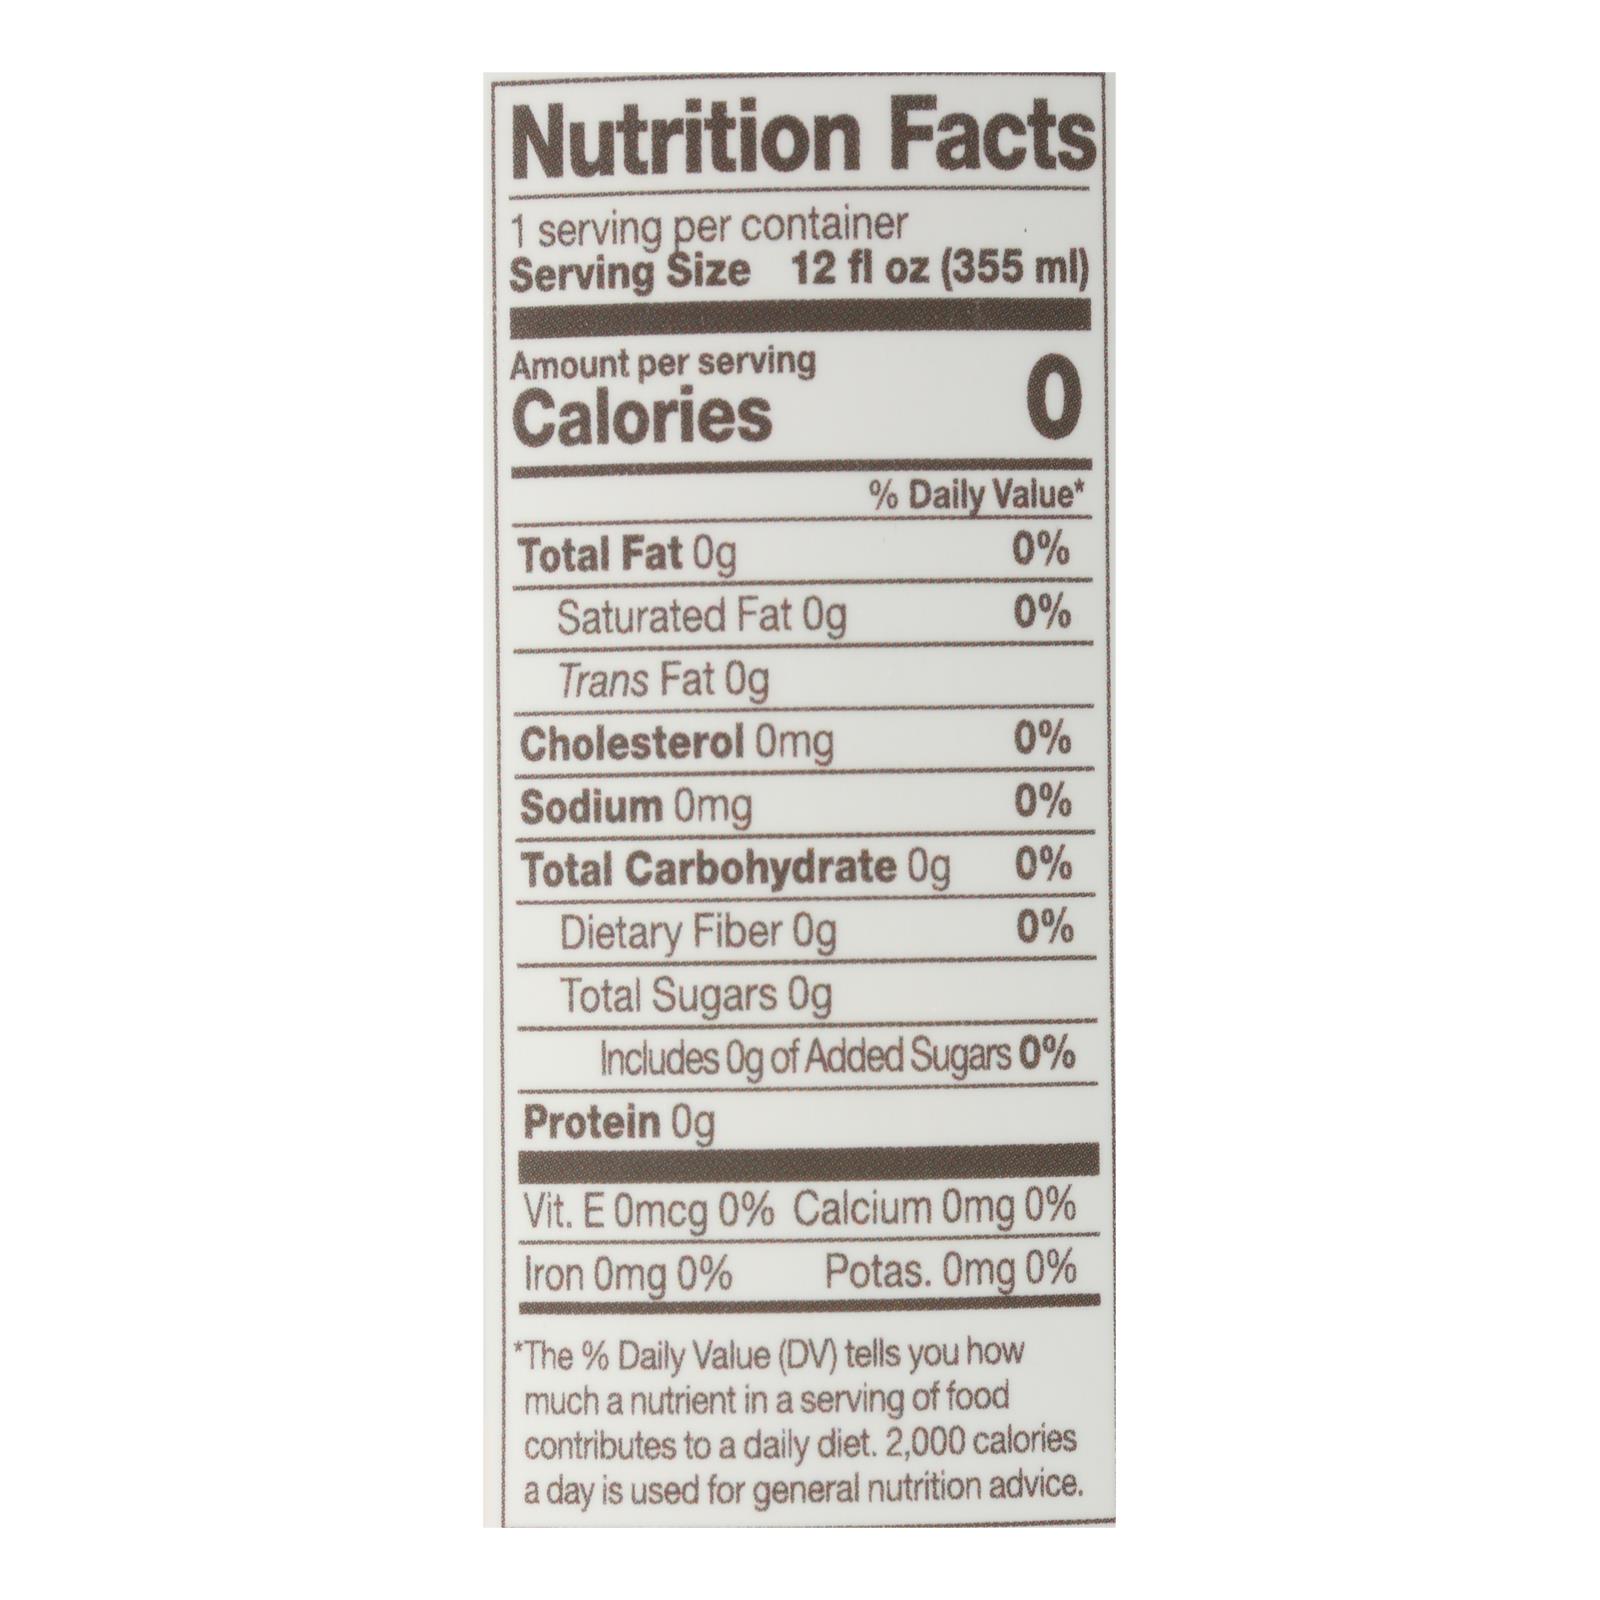 Nutrition Facts
1 serving per container
Serving Size 12 fl oz (355 ml)
Amount per serving
Calories 0
% Daily Value*
Total Fat 0g 0%
Saturated Fat 0g 0%
Trans Fat 0g
Cholesterol 0mg 0%
Sodium 0mg 0%
Total Carbohydrate 0g 0%
Dietary Fiber 0g 0%
Total Sugars 0g
Includes 0g of Added Sugars 0%
Protein 0g
Vit. E 0mcg 0% Calcium 0mg 0%
Iron 0mg 0% Potas. 0mg 0%
*The % Daily Value (DV) tells you how
much a nutrient in a serving of food
contributes to a daily diet. 2,000 calories
a day is used for general nutrition advice.